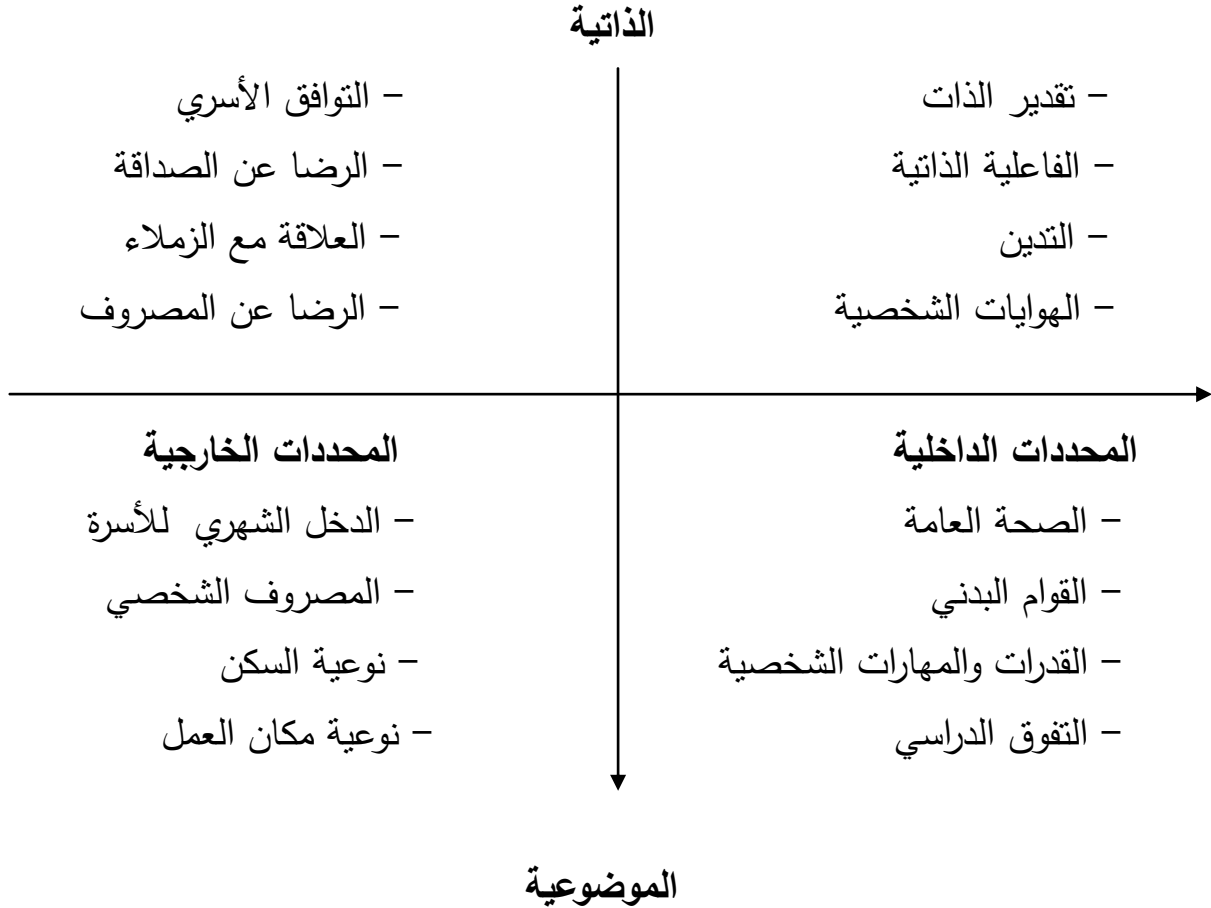 الذاتية
– تقدير الذات
– الفاعلية الذاتية
– التدين
– الهوايات الشخصية
– التوافق الأسري
– الرضا عن الصداقة
– العلاقة مع الزملاء
– الرضا عن المصروف
المحددات الداخلية
– الصحة العامة
– القوام البدني
– القدرات والمهارات الشخصية
– التفوق الدراسي
المحددات الخارجية
– الدخل الشهري للأسرة
– المصروف الشخصي
– نوعية السكن
– نوعية مكان العمل
الموضوعية